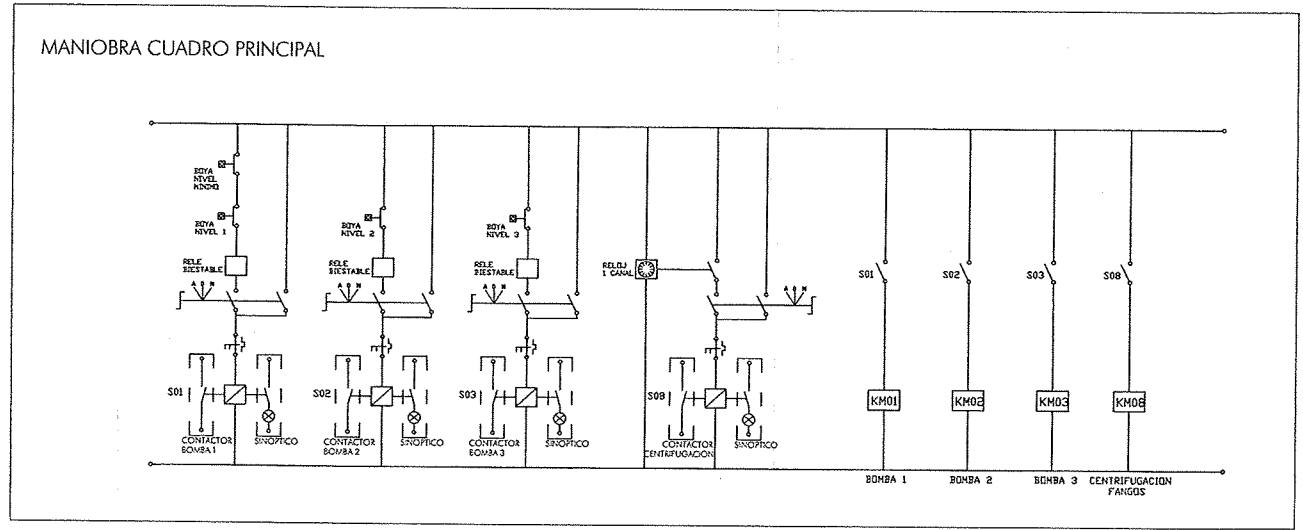 MANIOBRA CUADRO PRINCIPAL
BOYA
NIVEL
MINIMO
BOYA
NIVEL 1
RELE
BIESTABLE
A O M
S01
CONTACTOR
BOMBA 1
SINOPTICO
BOYA
NIVEL 2
RELE
BIESTABLE
A O M
S02
CONTACTOR
BOMBA 2
SINOPTICO
BOYA
NIVEL 3
RELE
BIESTABLE
A O M
S03
CONTACTOR
BOMBA 3
SINOPTICO
RELOJ
1 CANAL
A O M
S08
CONTACTOR
CENTRIFUGACION
SINOPTICO
S01
KM01
BOMBA 1
S02
KM02
BOMBA 2
S03
KM03
BOMBA 3
S08
KM08
CENTRIFUGACION
FANGOS